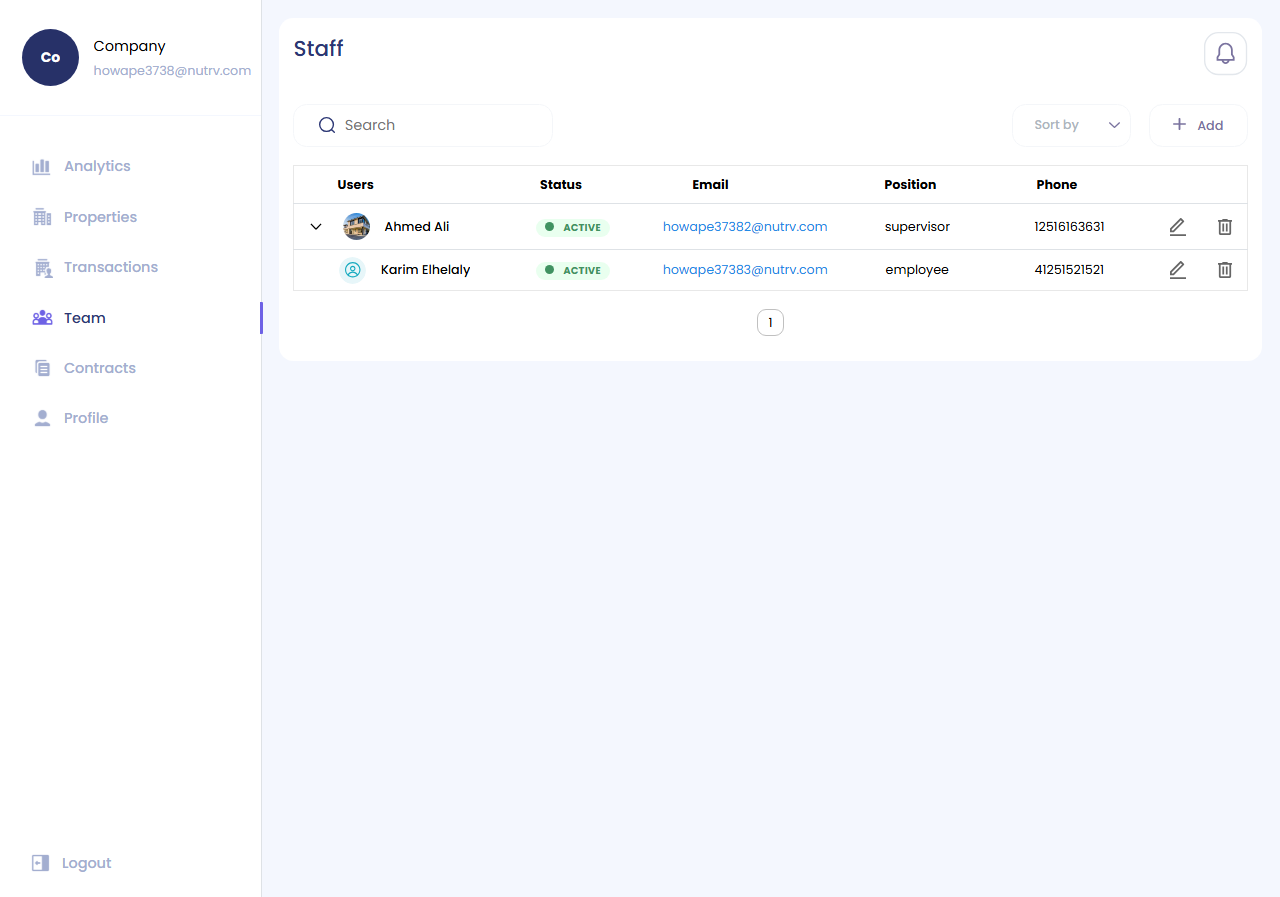 Co
Company
howape3738@nutrv.com
Analytics
Properties
Transactions
Team
Contracts
Profile
Logout
Staff
Search
Sort by
Add
Users Status Email Position Phone
Ahmed Ali ACTIVE howape37382@nutrv.com supervisor 12516163631
Karim Elhelaly ACTIVE howape37383@nutrv.com employee 41251521521
1